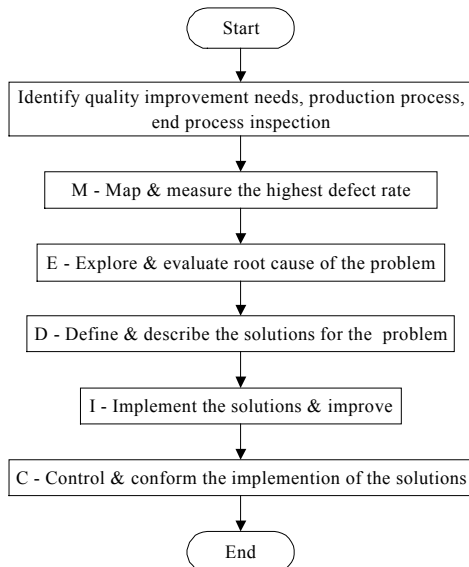 Start
Identify quality improvement needs, production process,
end process inspection
M - Map & measure the highest defect rate
E - Explore & evaluate root cause of the problem
D - Define & describe the solutions for the problem
I - Implement the solutions & improve
C - Control & conform the implemention of the solutions
End